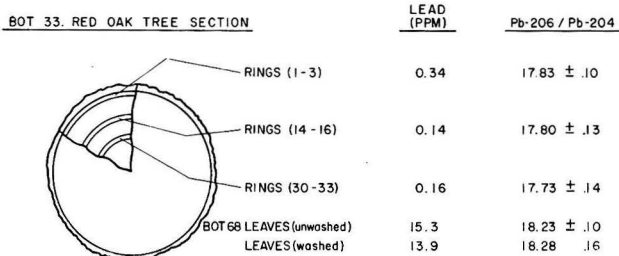 LEAD
BOT 33. RED OAK TREE SECTION (PPM) Pb-206 / Pb-204
RINGS (1-3) 0.34 17.83 ± .10
RINGS (14-16) 0.14 17.80 ± .13
RINGS (30-33) 0.16 17.73 ± .14
BOT 68 LEAVES (unwashed) 15.3 18.23 ± .10
LEAVES (washed) 13.9 18.28 .16